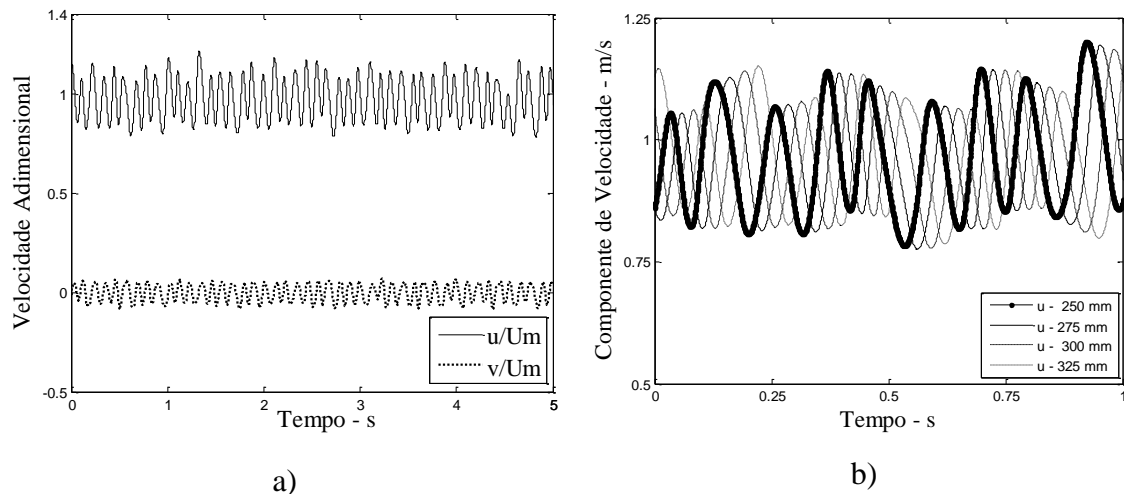 1.4
1
0.5
0
-0.5
0
1
2
3
4
5
Velocidade Adimensional
Tempo - s
u/Um
v/Um
a)
1.25
1
0.75
0.5
0
0.25
0.5
0.75
1
Componente de Velocidade - m/s
Tempo - s
u - 250 mm
u - 275 mm
u - 300 mm
u - 325 mm
b)